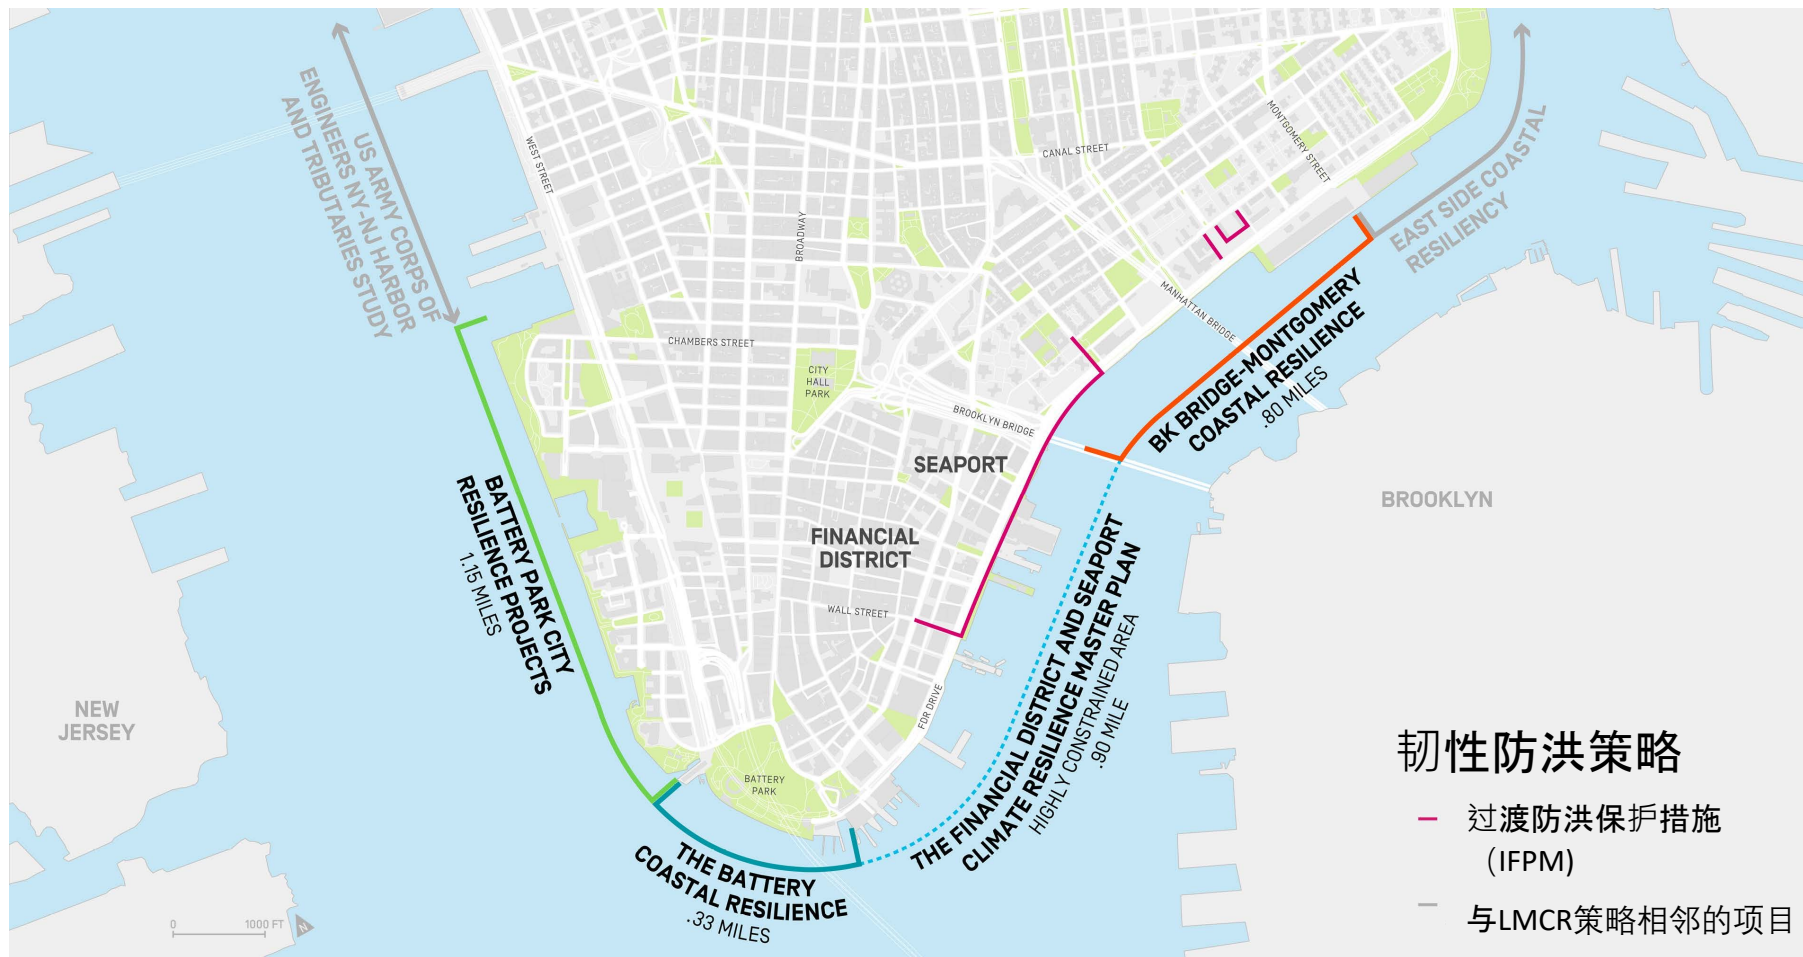 US ARMY CORPS OF
ENGINEERS NY-NJ HARBOR
AND TRIBUTARIES STUDY
WEST STREET
BROADWAY
CANAL STREET
MONTGOMERY STREET
EAST SIDE COASTAL
RESILIENCY
MANHATTAN BRIDGE
CHAMBERS STREET
CITY
HALL
PARK
BROOKLYN BRIDGE
BK BRIDGE-MONTGOMERY
COASTAL RESILIENCE
.80 MILES
SEAPORT
BROOKLYN
FINANCIAL
DISTRICT
BATTERY PARK CITY
RESILIENCE PROJECTS
1.15 MILES
WALL STREET
FDR DRIVE
THE FINANCIAL DISTRICT AND SEAPORT
CLIMATE RESILIENCE MASTER PLAN
HIGHLY CONSTRAINED AREA
.90 MILE
NEW
JERSEY
BATTERY
PARK
THE BATTERY
COASTAL RESILIENCE
.33 MILES
0 1000 FT N
韧性防洪策略
过渡防洪保护措施
（IFPM)
与LMCR策略相邻的项目